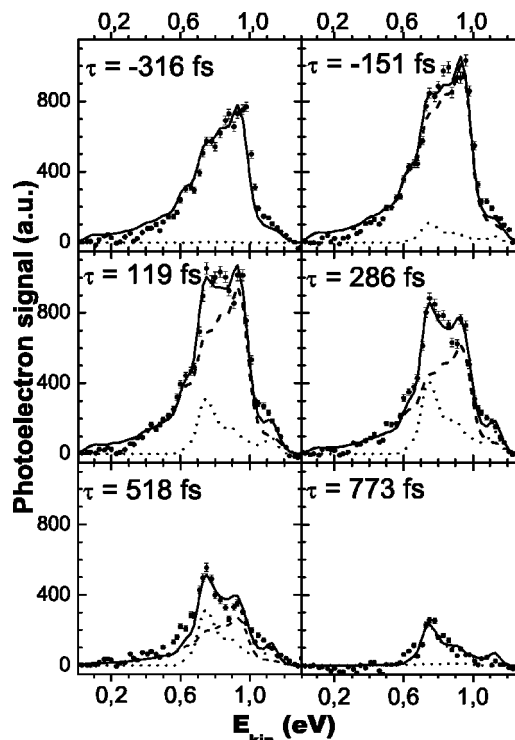 0,2 0,6 1,0 0,2 0,6 1,0
τ = -316 fs τ = -151 fs
800
400
0
τ = 119 fs τ = 286 fs
800
400
0
τ = 518 fs τ = 773 fs
800
400
0
0,2 0,6 1,0 0,2 0,6 1,0
Photoelectron signal (a.u.)
E kin (eV)